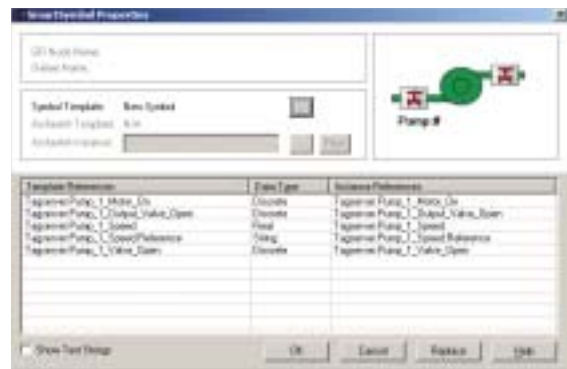 SmartSymbol Properties
Symbol Template: New Symbol
Pump #
Template References Data Type Instance References
Tagserver:Pump_1_Motor_On Discrete Tagserver:Pump_1_Motor_On
Tagserver:Pump_1_Output_Valve_Open Discrete Tagserver:Pump_1_Output_Valve_Open
Tagserver:Pump_1_Speed Real Tagserver:Pump_1_Speed
Tagserver:Pump_1_SpeedReference String Tagserver:Pump_1_SpeedReference
Tagserver:Pump_1_Valve_Open Discrete Tagserver:Pump_1_Valve_Open
Show Text Strings
OK Cancel Replace Help